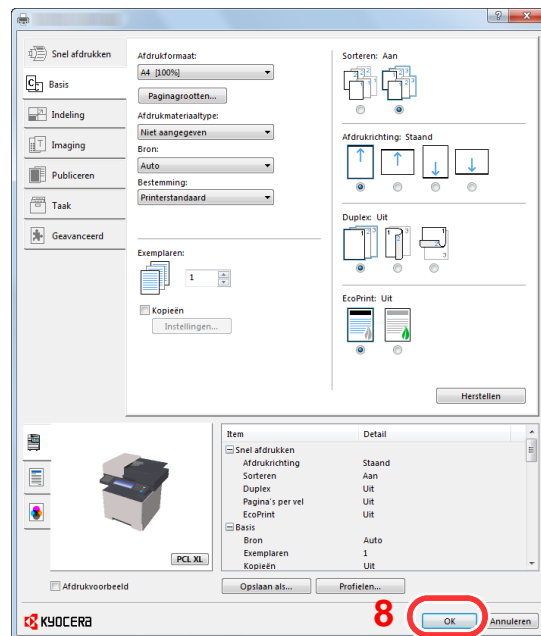 Snel afdrukken
Basis
Indeling
Imaging
Publiceren
Taak
Geavanceerd
Afdrukformaat:
A4 [100%]
Paginagrootten...
Afdrukmateriaaltype:
Niet aangegeven
Bron:
Auto
Bestemming:
Printerstandaard
Exemplaren:
1
Kopieën
Instellingen...
Sorteren: Aan
Afdrukrichting: Staand
Duplex: Uit
EcoPrint: Uit
Herstellen
PCL XL
Afdrukvoorbeeld
Item Detail
Snel afdrukken
Afdrukrichting Staand
Sorteren Aan
Duplex Uit
Pagina's per vel Uit
EcoPrint Uit
Basis
Bron Auto
Exemplaren 1
Kopieën Uit
Opslaan als... Profielen...
KYOCERA
8
OK Annuleren